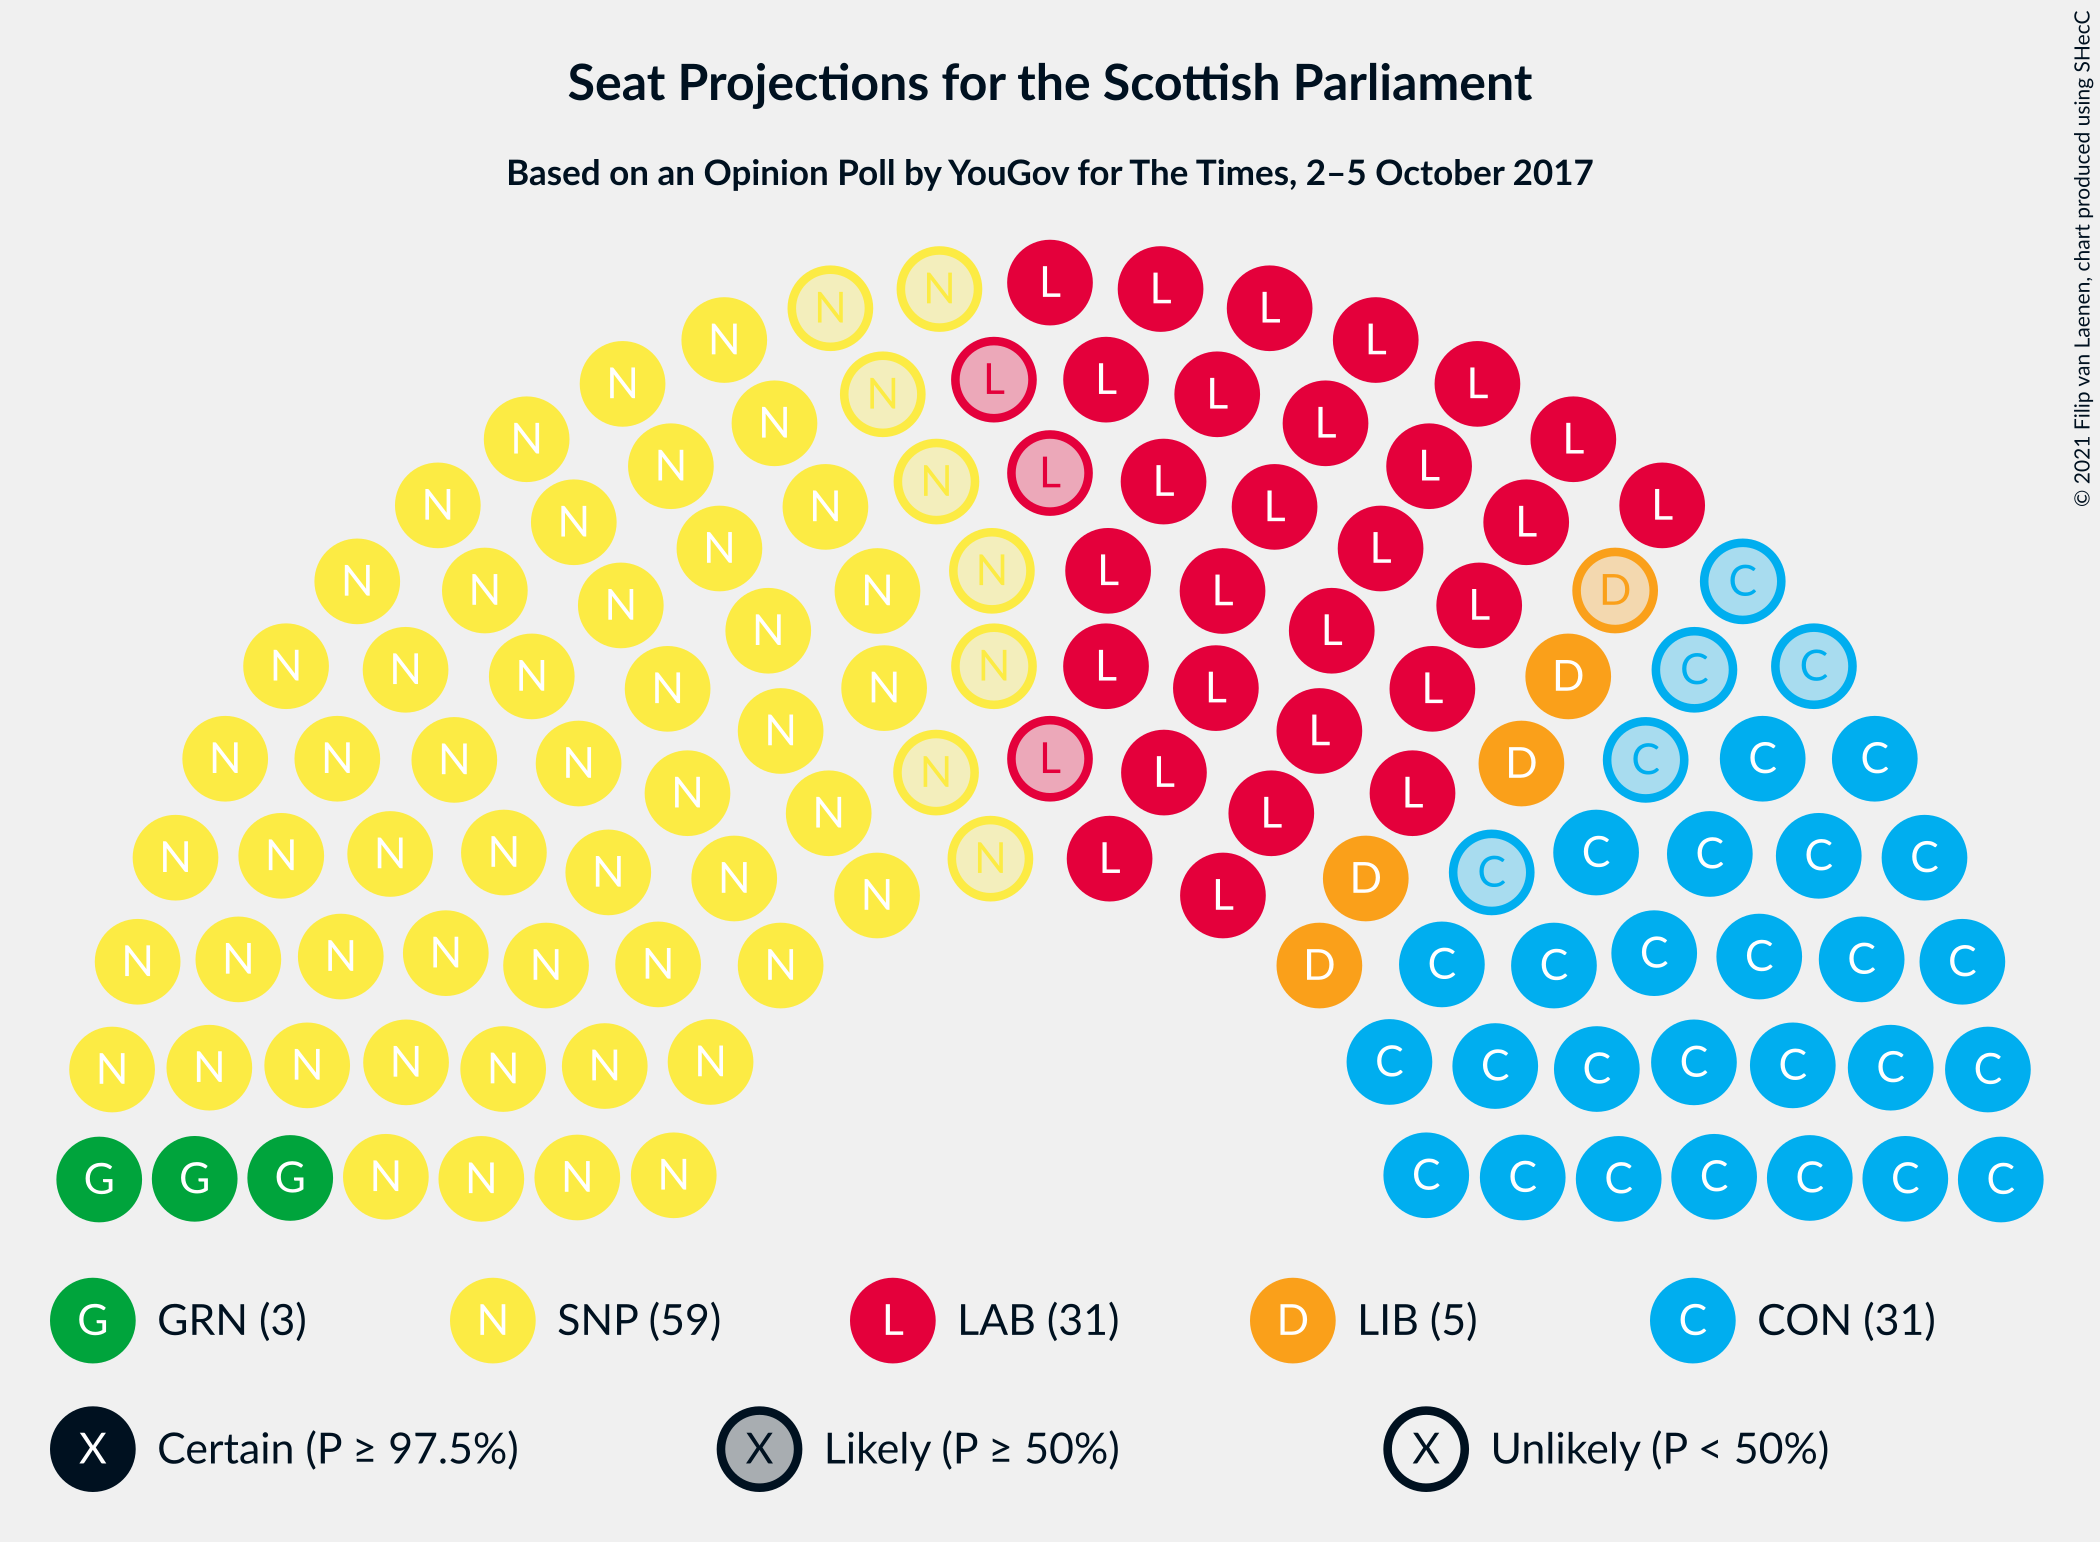 Seat Projections for the Scottish Parliament
Based on an Opinion Poll by YouGov for The Times, 2–5 October 2017
© 2021 Filip van Laenen, chart produced using SHecC
N N L L L L
N N L L L L
N N N L L L L
N N N N L L L L
N N N N L L L L
N N N N L L L D C
N N N N L L L C C
N N N N L L L D
N N N N N L L L D C C C
N N N N L L
N N N N N N N L D C C C C C
N L
N N N N N N N D C C C C C C
N N N N N N N C C C C C C C
G G G N N N N C C C C C C C
G GRN (3) N SNP (59) L LAB (31) D LIB (5) C CON (31)
X Certain (P ≥ 97.5%) X Likely (P ≥ 50%) X Unlikely (P < 50%)